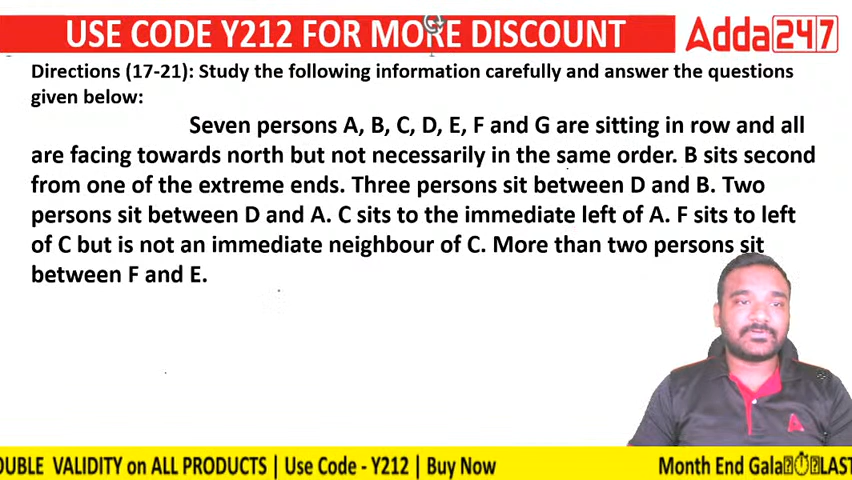 USE CODE Y212 FOR MORE DISCOUNT
Adda247
Directions (17-21): Study the following information carefully and answer the questions
given below:
Seven persons A, B, C, D, E, F and G are sitting in row and all
are facing towards north but not necessarily in the same order. B sits second
from one of the extreme ends. Three persons sit between D and B. Two
persons sit between D and A. C sits to the immediate left of A. F sits to left
of C but is not an immediate neighbour of C. More than two persons sit
between F and E.
OUBLE VALIDITY on ALL PRODUCTS | Use Code - Y212 | Buy Now
Month End Gala LAST